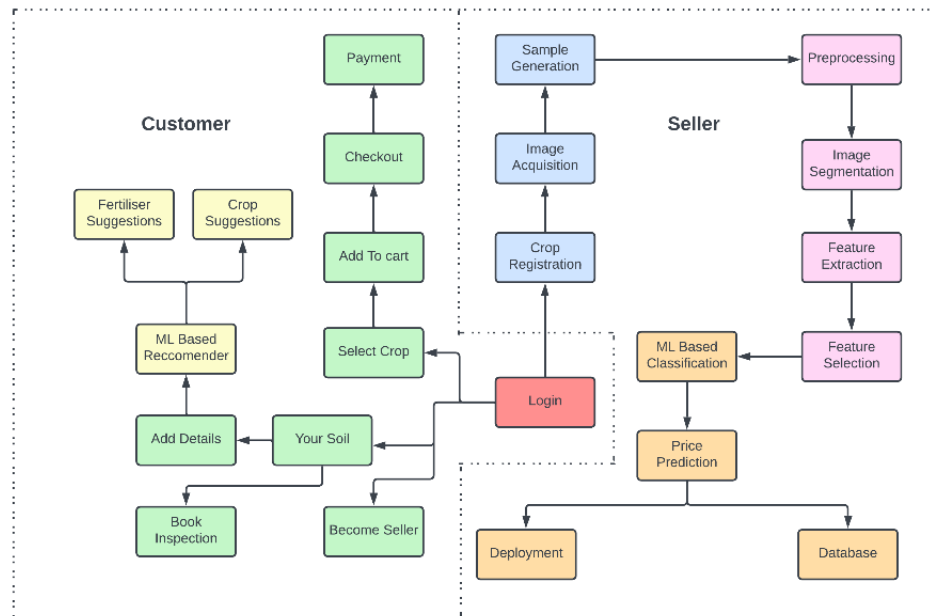 Customer
Payment
Checkout
Add To cart
Select Crop
Fertiliser
Suggestions
Crop
Suggestions
ML Based
Reccomender
Add Details
Your Soil
Book
Inspection
Become Seller
Login
Seller
Sample
Generation
Image
Acquisition
Crop
Registration
Preprocessing
Image
Segmentation
Feature
Extraction
Feature
Selection
ML Based
Classification
Price
Prediction
Deployment
Database